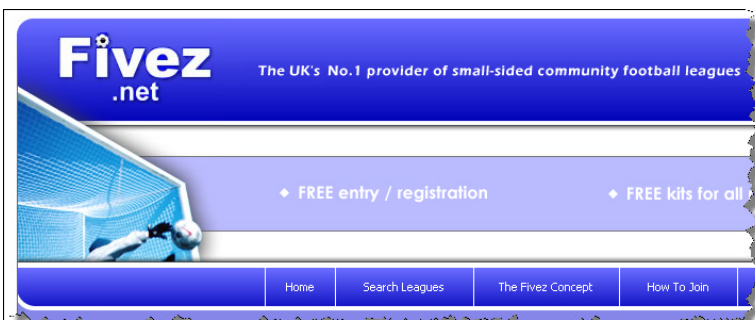 Fivez
.net
The UK's No.1 provider of small-sided community football leagues
FREE entry / registration
FREE kits for all
Home
Search Leagues
The Fivez Concept
How To Join